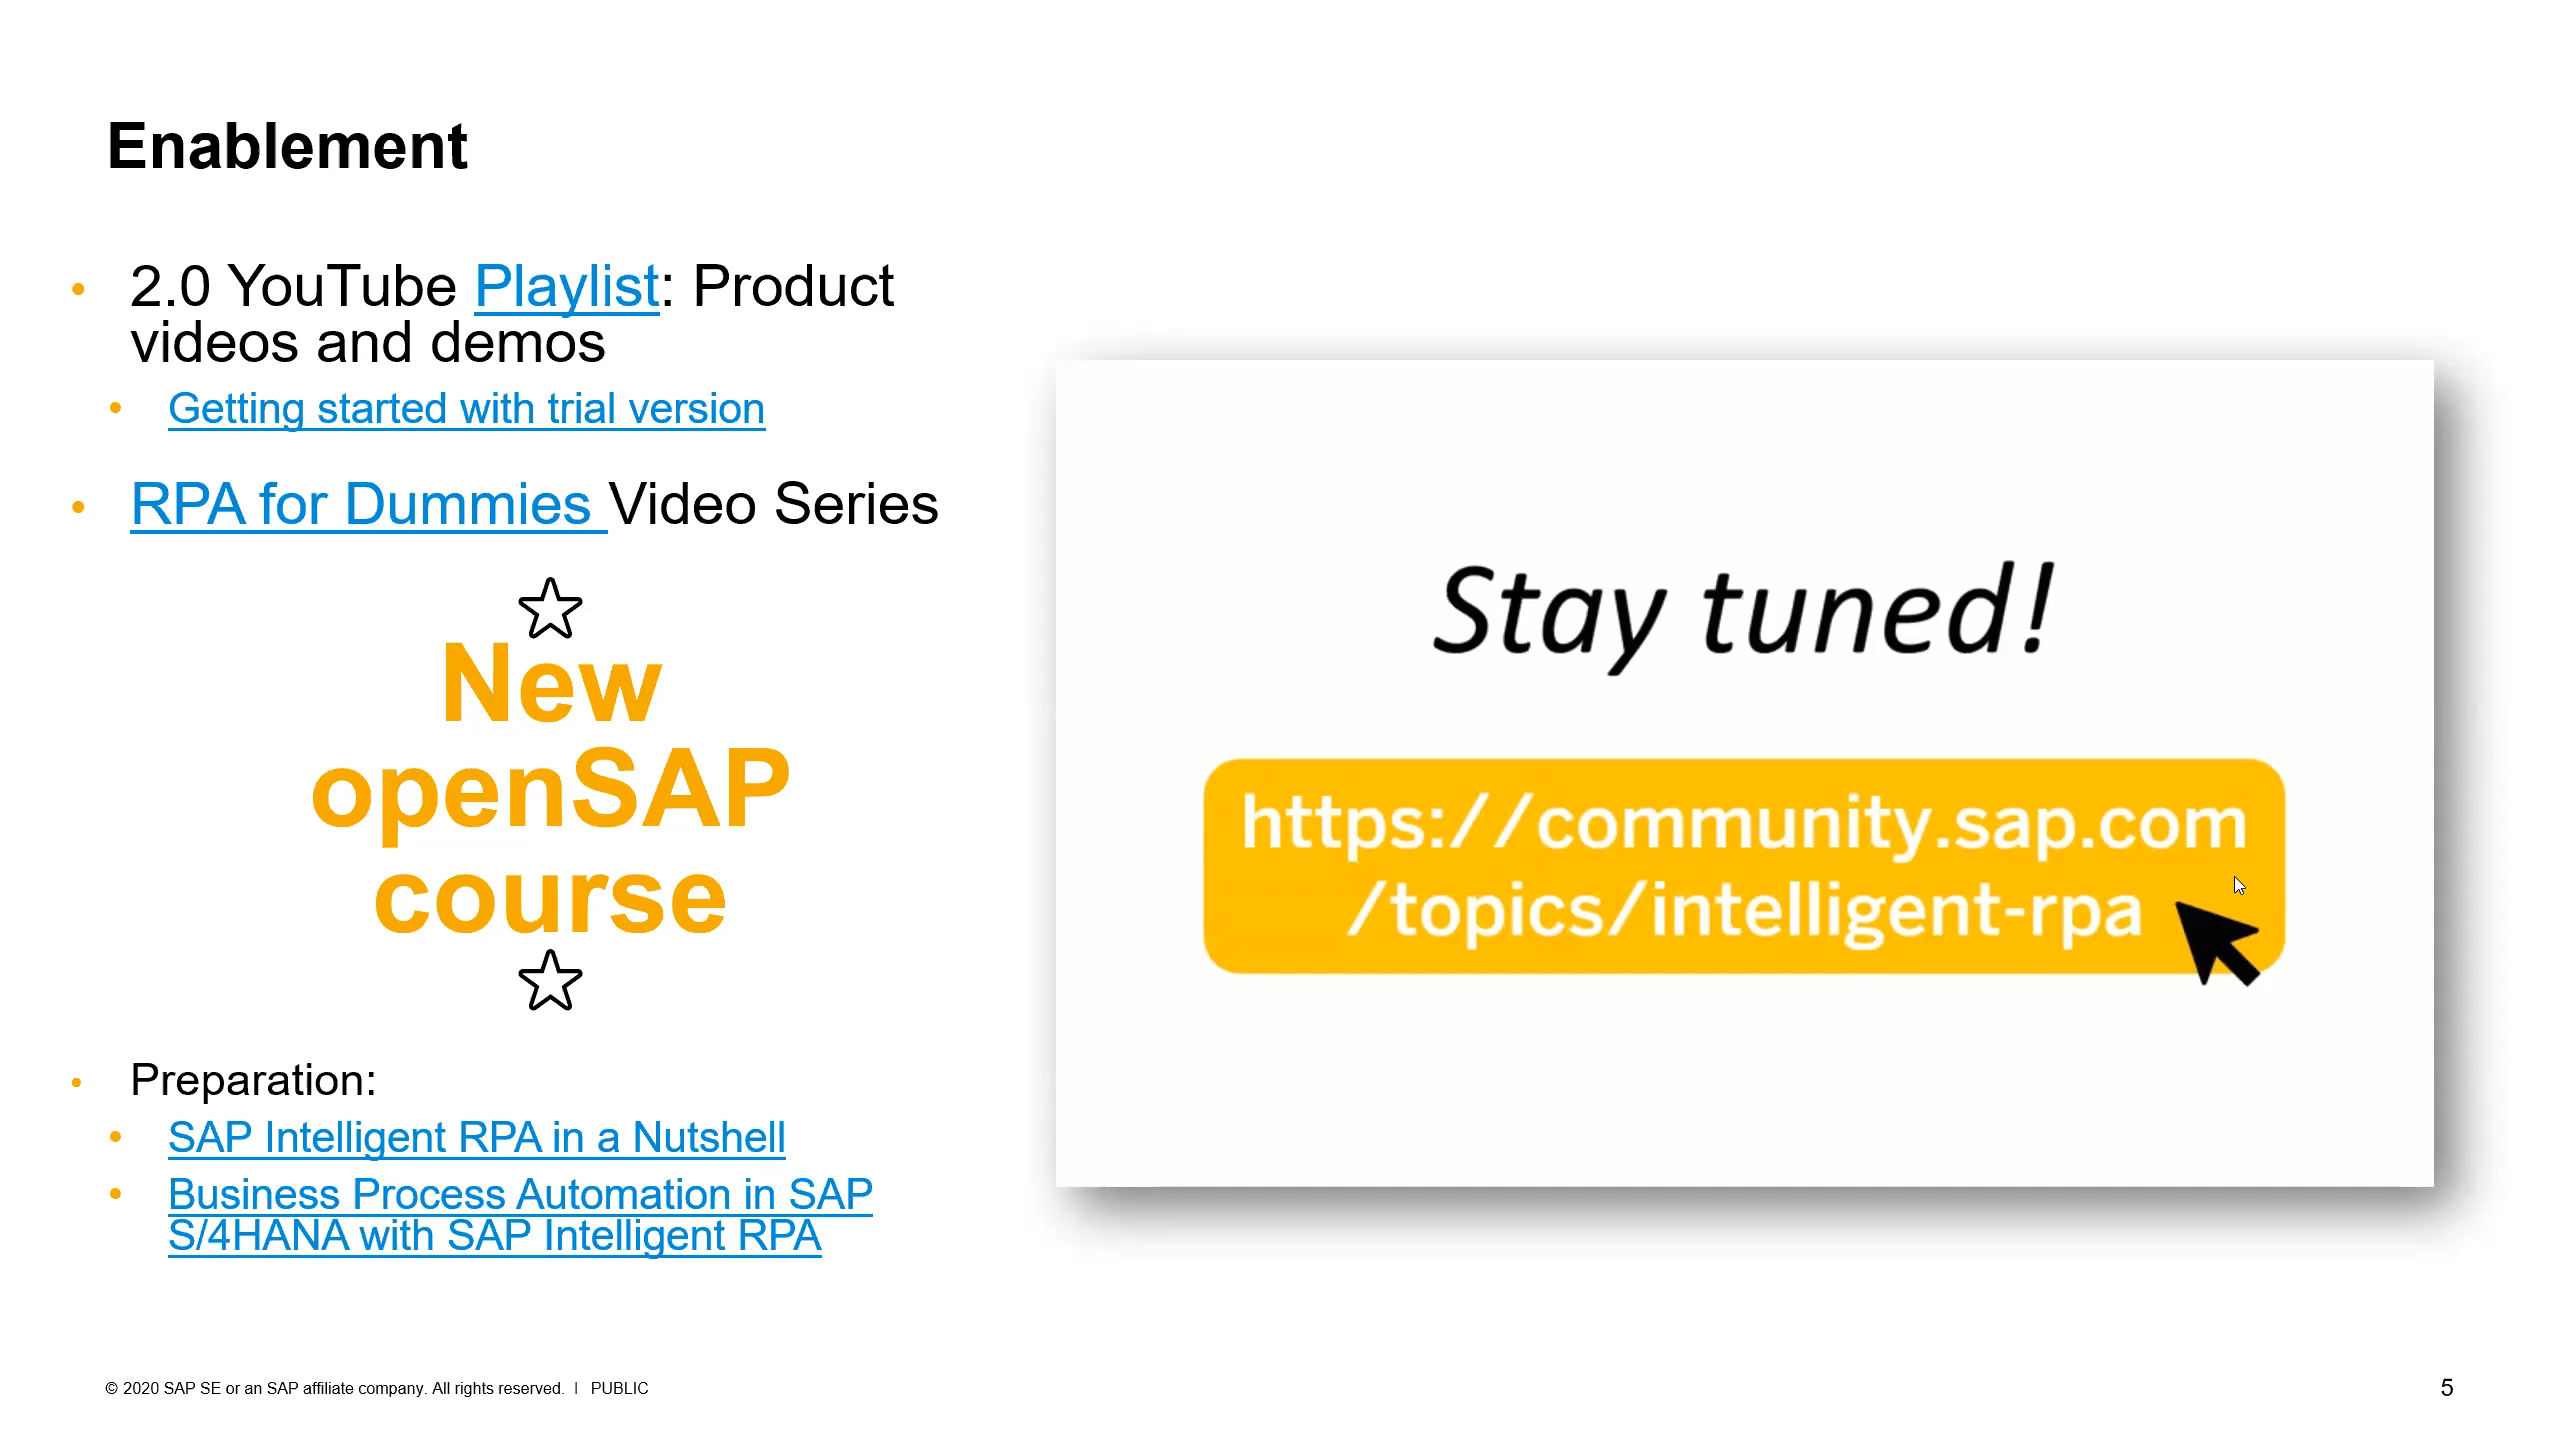 Enablement
• 2.0 YouTube Playlist: Product
videos and demos
• Getting started with trial version
• RPA for Dummies Video Series
New
openSAP
course
• Preparation:
• SAP Intelligent RPA in a Nutshell
• Business Process Automation in SAP
S/4HANA with SAP Intelligent RPA
Stay tuned!
https://community.sap.com
/topics/intelligent-rpa
© 2020 SAP SE or an SAP affiliate company. All rights reserved. | PUBLIC
5